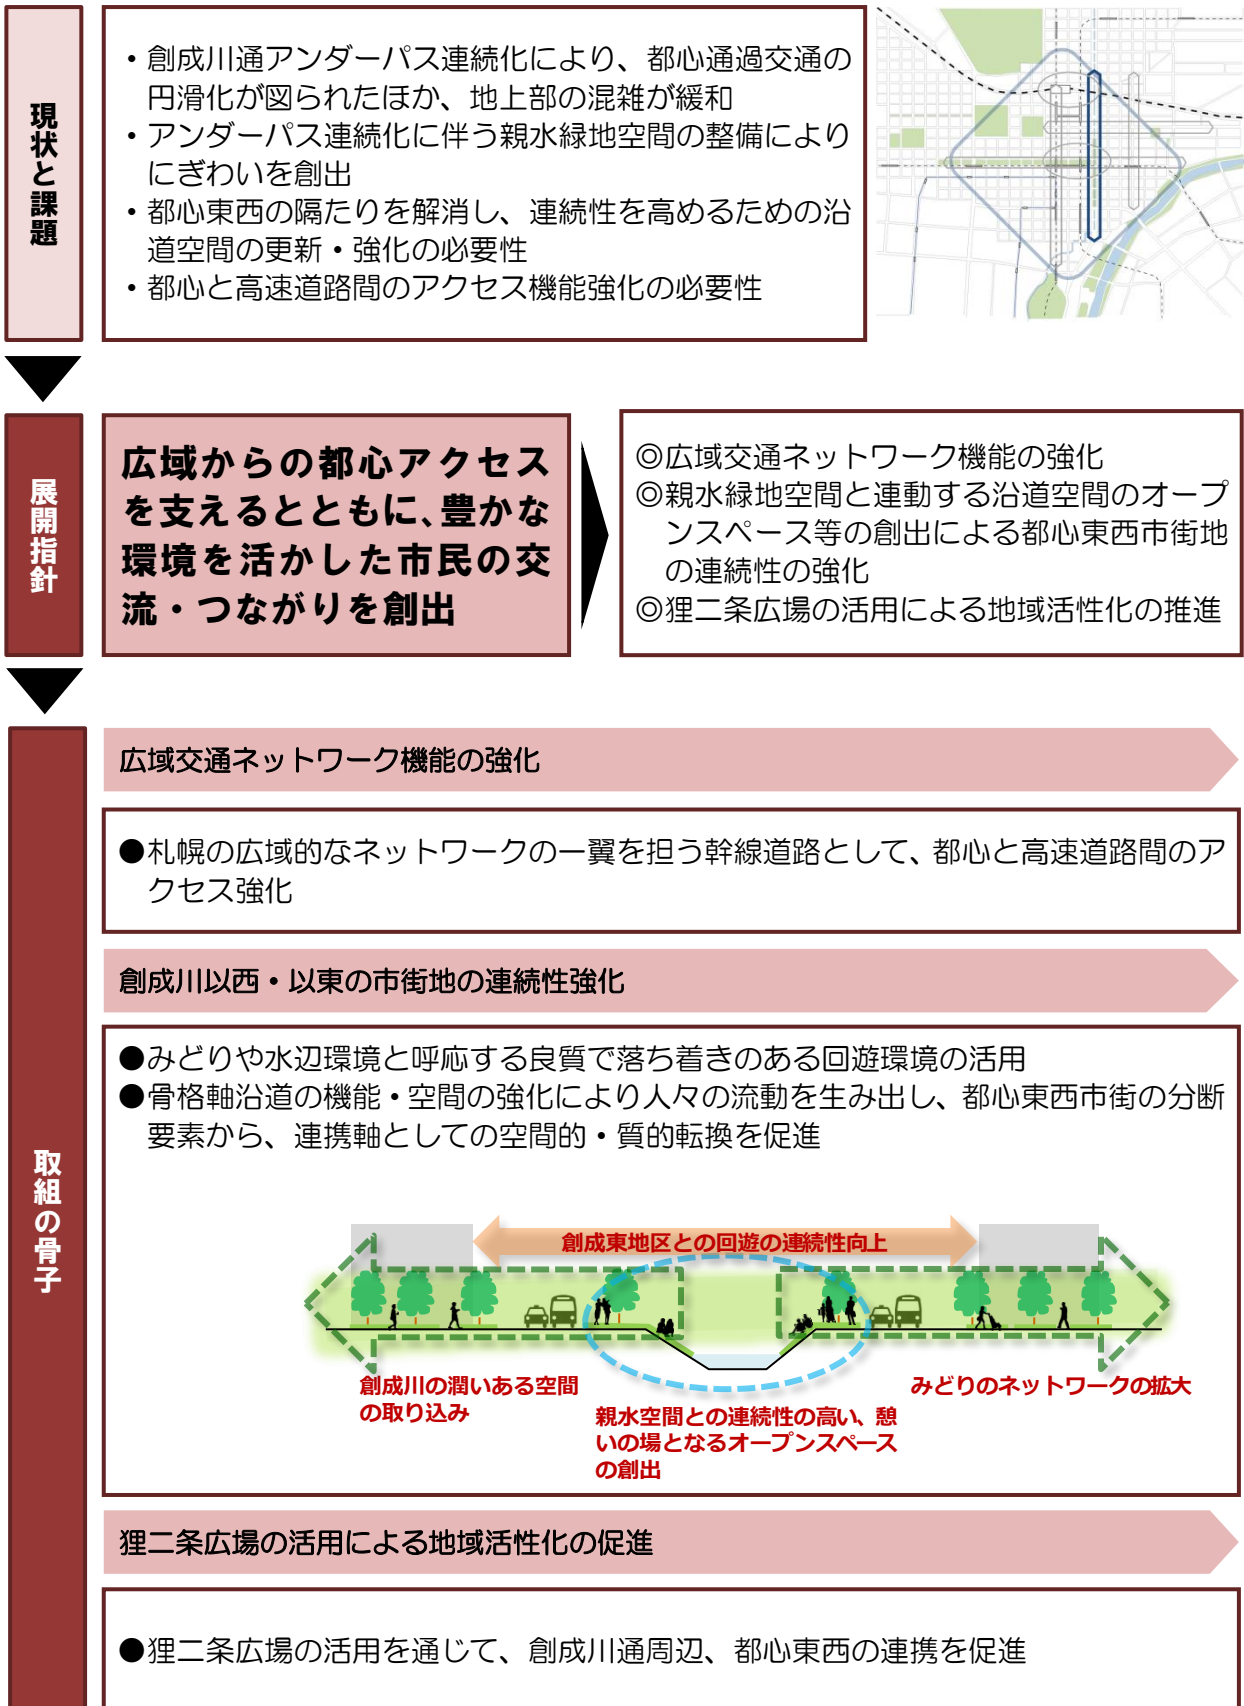 現状と課題
・創成川通アンダーパス連続化により、都心通過交通の
円滑化が図られたほか、地上部の混雑が緩和
・アンダーパス連続化に伴う親水緑地空間の整備により
にぎわいを創出
・都心東西の隔たりを解消し、連続性を高めるための沿
道空間の更新・強化の必要性
・都心と高速道路間のアクセス機能強化の必要性
展開指針
広域からの都心アクセス
を支えるとともに、豊かな
環境を活かした市民の交
流・つながりを創出
◎広域交通ネットワーク機能の強化
◎親水緑地空間と連動する沿道空間のオープ
ンスペース等の創出による都心東西市街地
の連続性の強化
◎狸二条広場の活用による地域活性化の推進
取組の骨子
広域交通ネットワーク機能の強化
●札幌の広域的なネットワークの一翼を担う幹線道路として、都心と高速道路間のア
クセス強化
創成川以西・以東の市街地の連続性強化
●みどりや水辺環境と呼応する良質で落ち着きのある回遊環境の活用
●骨格軸沿道の機能・空間の強化により人々の流動を生み出し、都心東西市街の分断
要素から、連携軸としての空間的・質的転換を促進
創成東地区との回遊の連続性向上
創成川の潤いある空間
の取り込み
親水空間との連続性の高い、憩
いの場となるオープンスペース
の創出
みどりのネットワークの拡大
狸二条広場の活用による地域活性化の促進
●狸二条広場の活用を通じて、創成川通周辺、都心東西の連携を促進